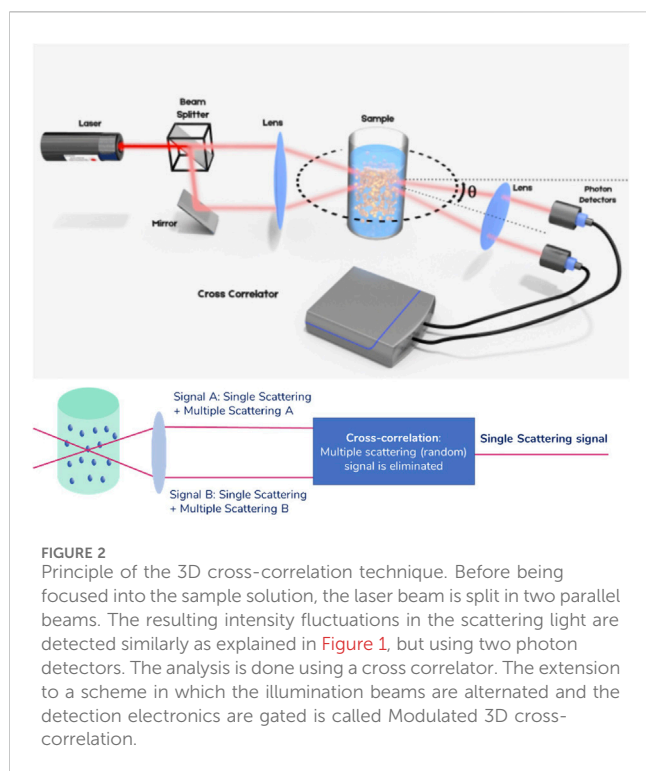 Laser
Beam
Splitter
Lens
Sample
θ
Lens
Photon
Detectors
Mirror
Cross Correlator
Signal A: Single Scattering
+ Multiple Scattering A
Cross-correlation:
Multiple scattering (random)
signal is eliminated
Single Scattering signal
Signal B: Single Scattering
+ Multiple Scattering B
FIGURE 2
Principle of the 3D cross-correlation technique. Before being
focused into the sample solution, the laser beam is split in two parallel
beams. The resulting intensity fluctuations in the scattering light are
detected similarly as explained in Figure 1, but using two photon
detectors. The analysis is done using a cross correlator. The extension
to a scheme in which the illumination beams are alternated and the
detection electronics are gated is called Modulated 3D cross-
correlation.